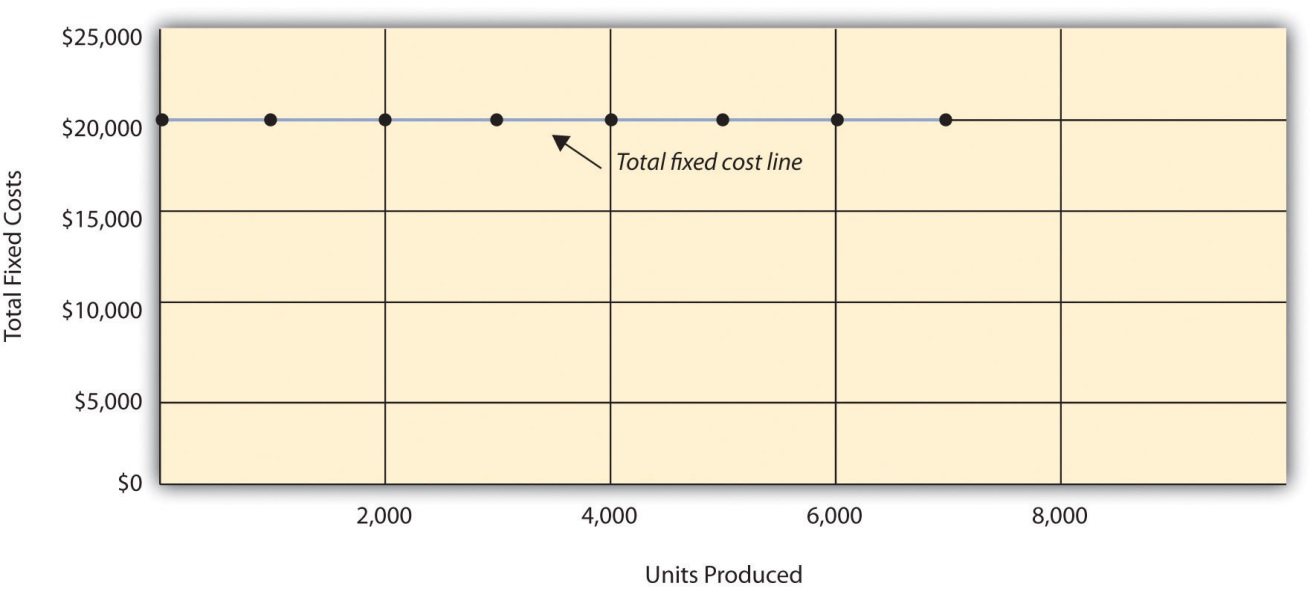 Total Fixed Costs
$25,000
$20,000
$15,000
$10,000
$5,000
$0
Total fixed cost line
2,000 4,000 6,000 8,000
Units Produced